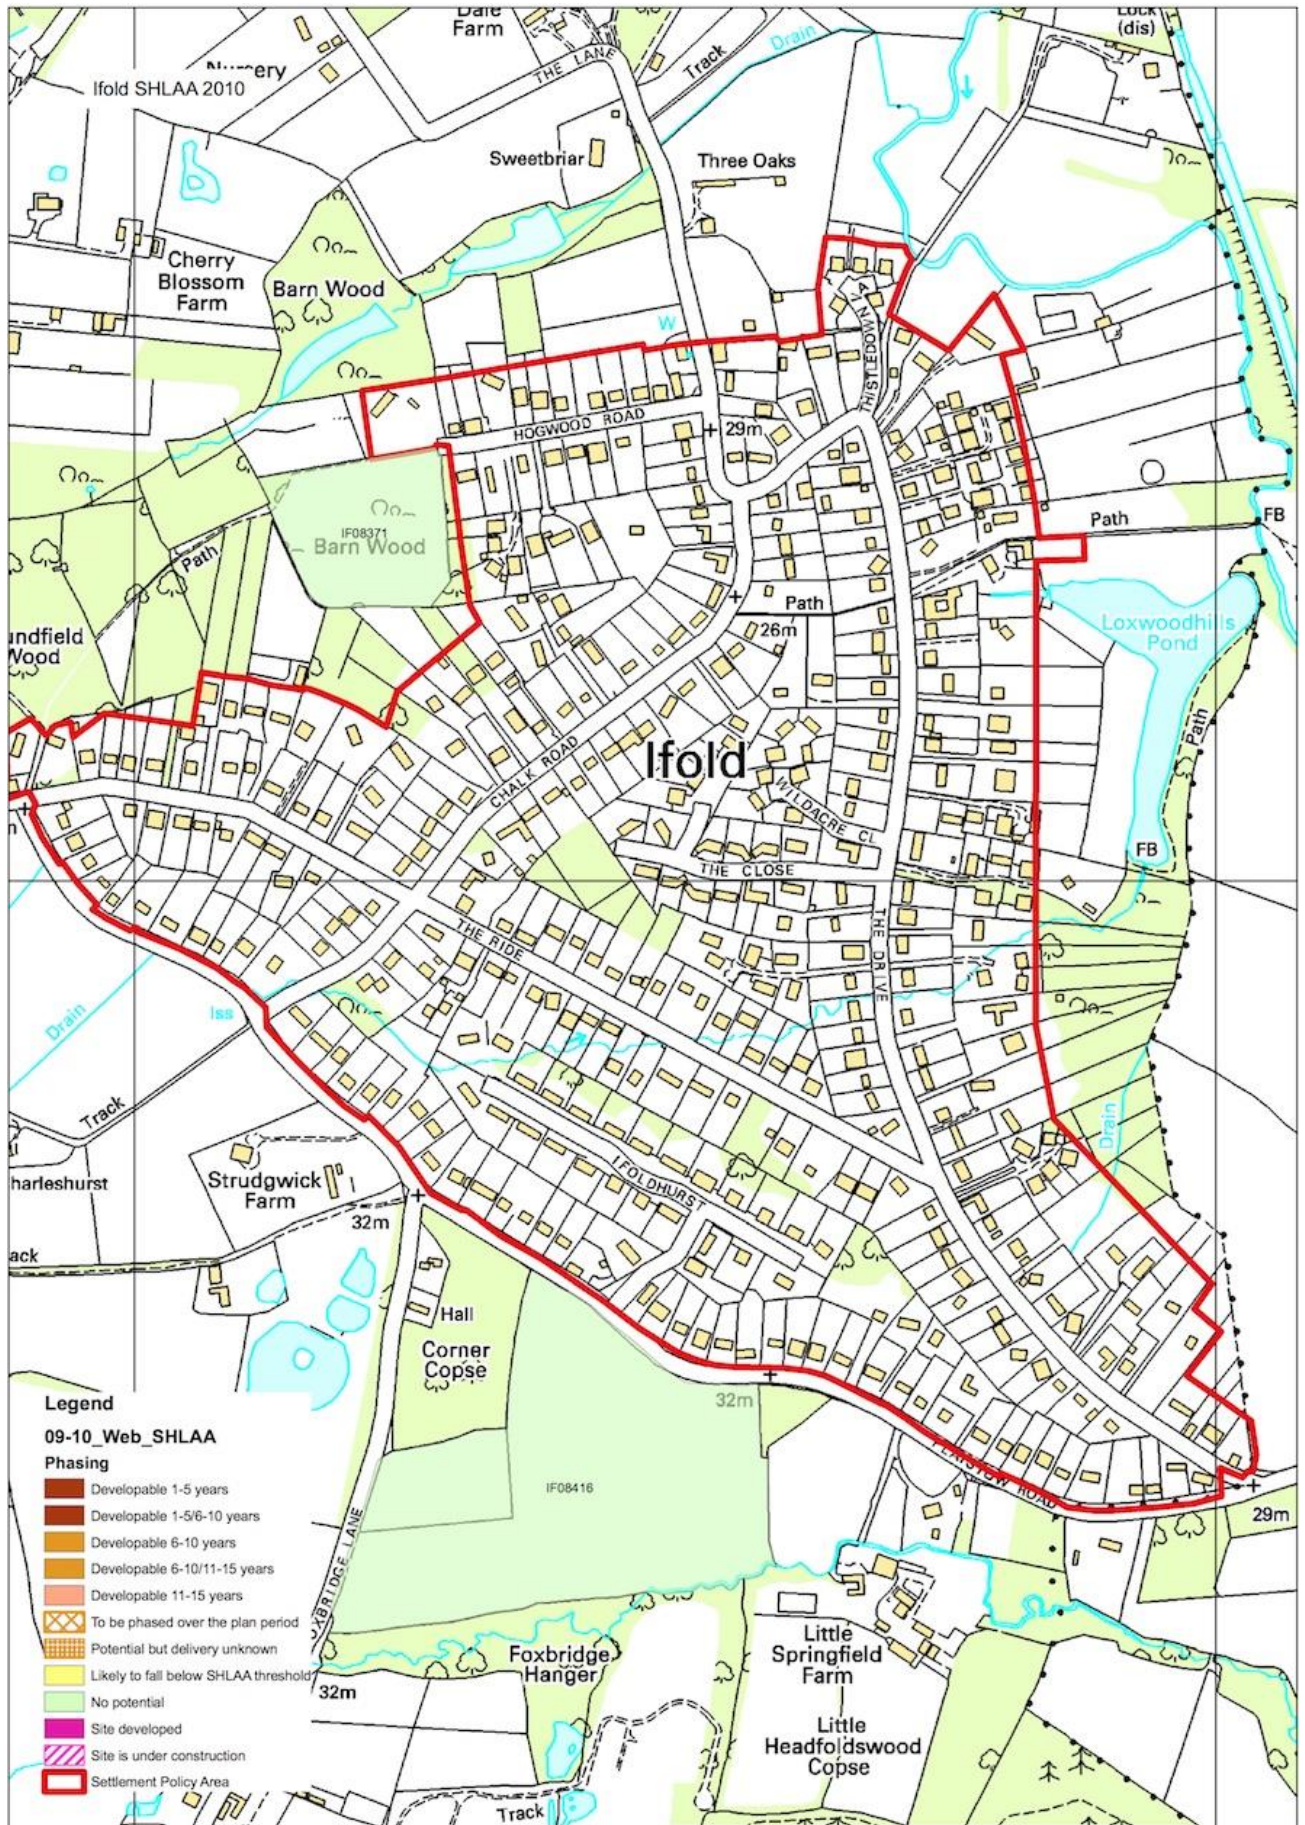 Dale
Farm
Lock
(dis)
Drain
Track
THE LANE
Nursery
Ifold SHLAA 2010
Sweetbriar
Three Oaks
Cherry
Blossom
Farm
Barn Wood
W
THISTLEDOWN VI
HOGWOOD ROAD
29m
IF08371
Barn Wood
Path
Path
FB
Path
26m
Loxwoodhills
Pond
undfield
Wood
Path
Ifold
CHALK ROAD
WILDACRE CL
THE CLOSE
FB
THE RIDE
THE DRIVE
Drain
Iss
Track
Drain
harleshurst
Strudgwick
Farm
32m
IFOLDHURST
ack
Hall
Corner
Copse
32m
PLAISTOW ROAD
29m
IF08416
OXBRIDGE LANE
Legend
09-10_Web_SHLAA
Phasing
Developable 1-5 years
Developable 1-5/6-10 years
Developable 6-10 years
Developable 6-10/11-15 years
Developable 11-15 years
To be phased over the plan period
Potential but delivery unknown
Likely to fall below SHLAA threshold
No potential
Site developed
Site is under construction
Settlement Policy Area
32m
Foxbridge
Hanger
Little
Springfield
Farm
Little
Headfoldswood
Copse
Track